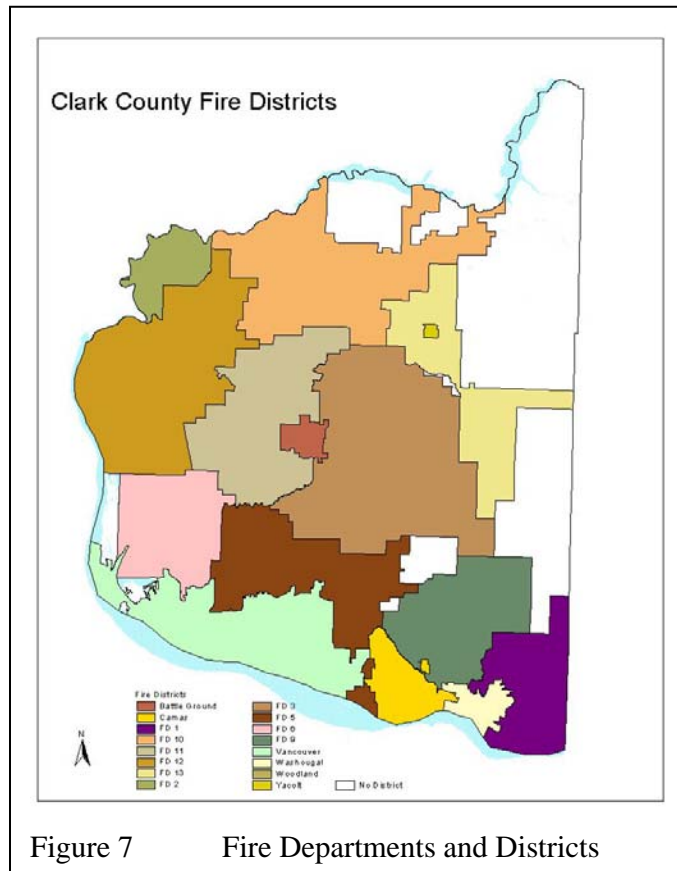 Clark County Fire Districts
Fire Districts
Battle Ground
Camas
FD 1
FD 10
FD 11
FD 12
FD 13
FD 2
FD 3
FD 5
FD 6
FD 9
Vancouver
Washougal
Woodland
Yacolt
No District
N
Figure 7 Fire Departments and Districts